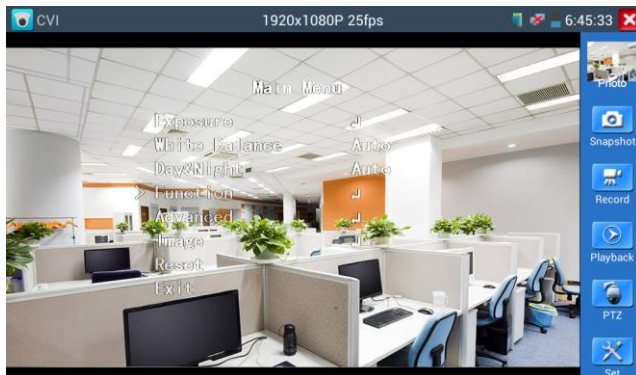 CVI 1920x1080P 25fps 6:45:33
Main Menu
Exposure ↲
White Balance Auto
Day&Night Auto
> Function ↲
Advanced ↲
Image ↲
Reset
Exit
Photo
Snapshot
Record
Playback
PTZ
Set